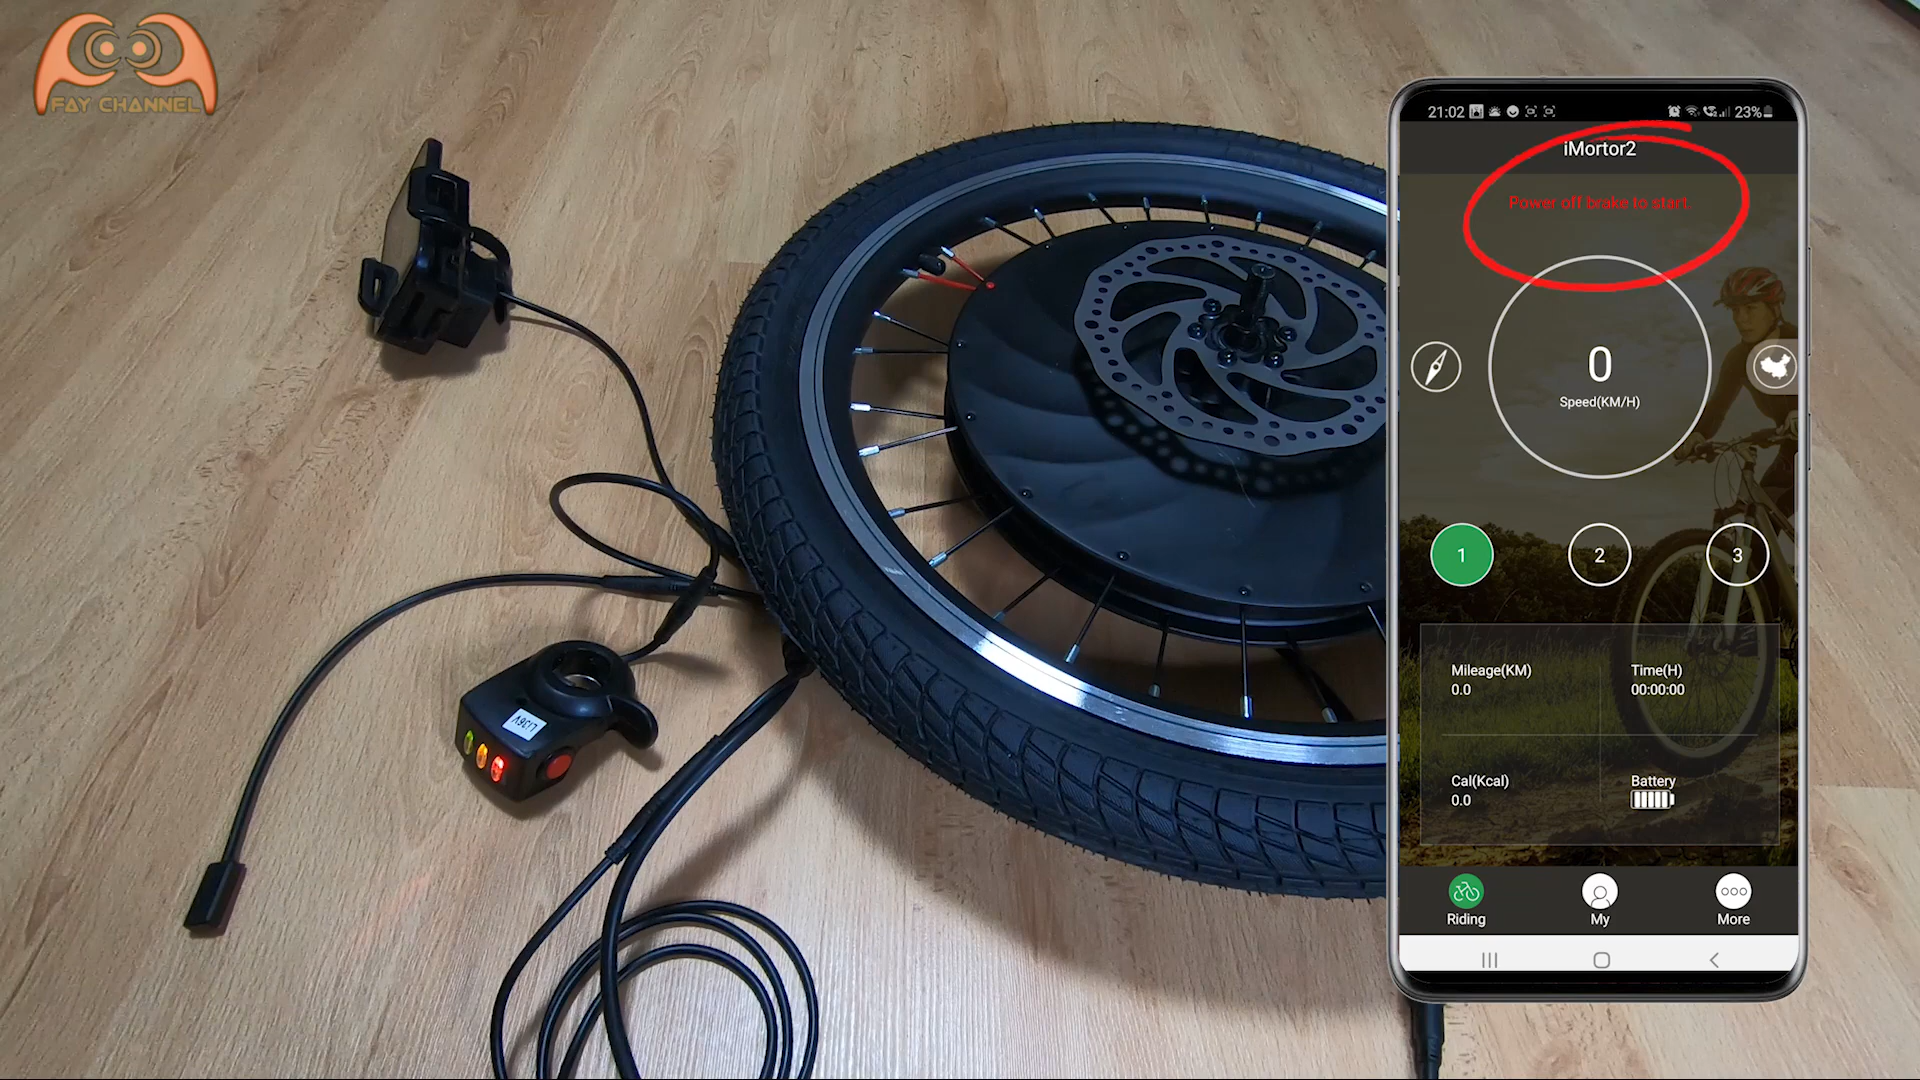 FAY CHANNEL
LI36V
21:02
23%
iMortor2
Power off brake to start
0
Speed(KM/H)
1
2
3
Mileage(KM)
0.0
Time(H)
00:00:00
Cal(Kcal)
0.0
Battery
Riding
My
More